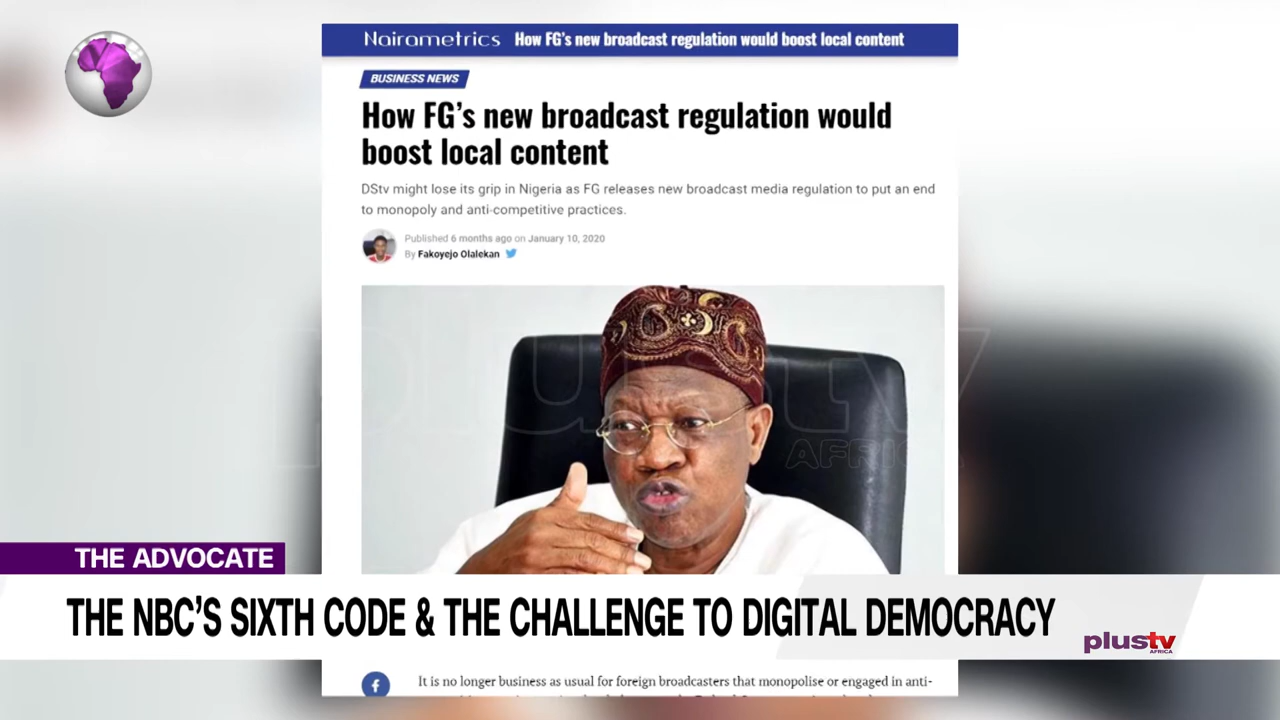 Nairametrics How FG's new broadcast regulation would boost local content
BUSINESS NEWS
How FG's new broadcast regulation would
boost local content
DStv might lose its grip in Nigeria as FG releases new broadcast media regulation to put an end
to monopoly and anti-competitive practices.
Published 6 months ago on January 10, 2020
By Fakoyejo Olalekan
plustv
AFRICA
THE ADVOCATE
THE NBC'S SIXTH CODE & THE CHALLENGE TO DIGITAL DEMOCRACY
plustv
AFRICA
f
It is no longer business as usual for foreign broadcasters that monopolise or engaged in anti-